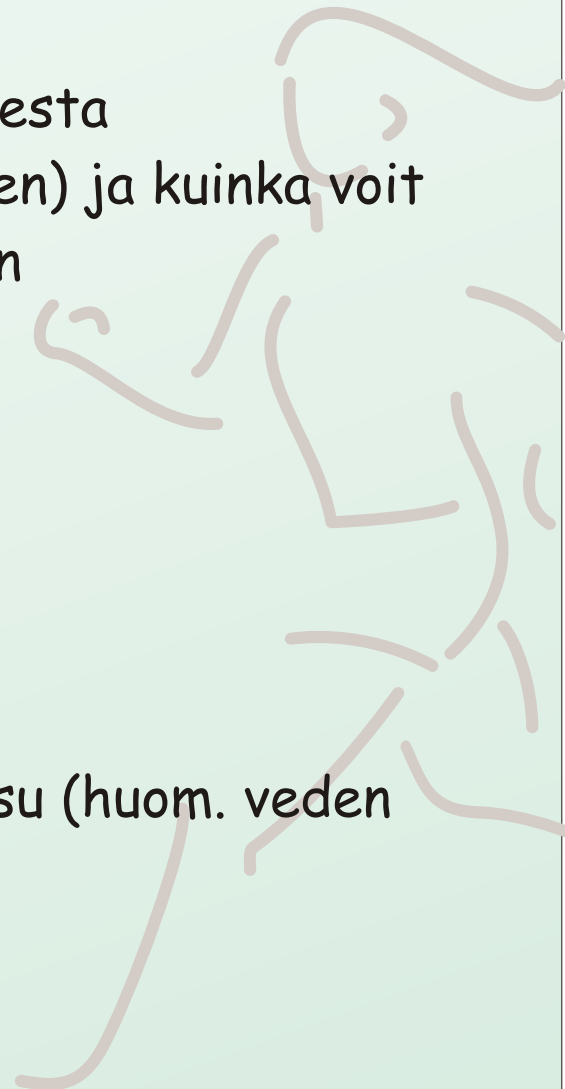 esta
en) ja kuinka voit
n
su (huom. veden